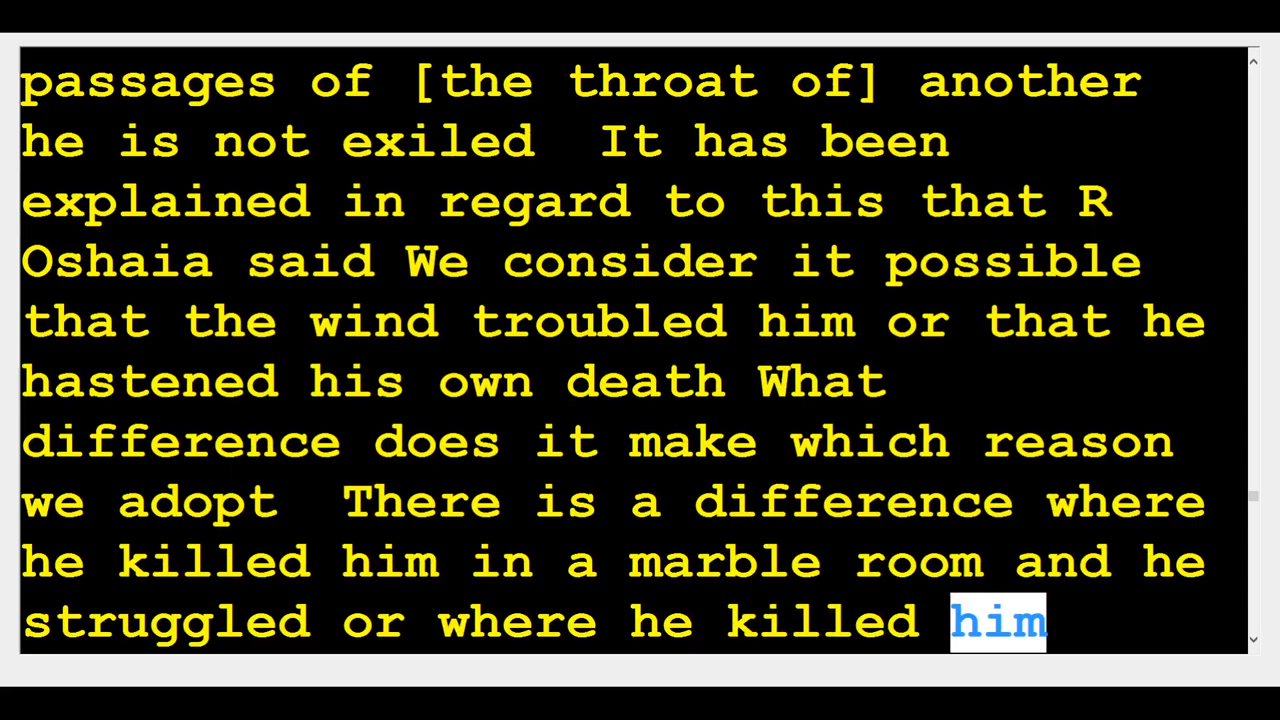 passages of [the throat of] another
he is not exiled  It has been
explained in regard to this that R
Oshaia said We consider it possible
that the wind troubled him or that he
hastened his own death What
difference does it make which reason
we adopt  There is a difference where
he killed him in a marble room and he
struggled or where he killed him